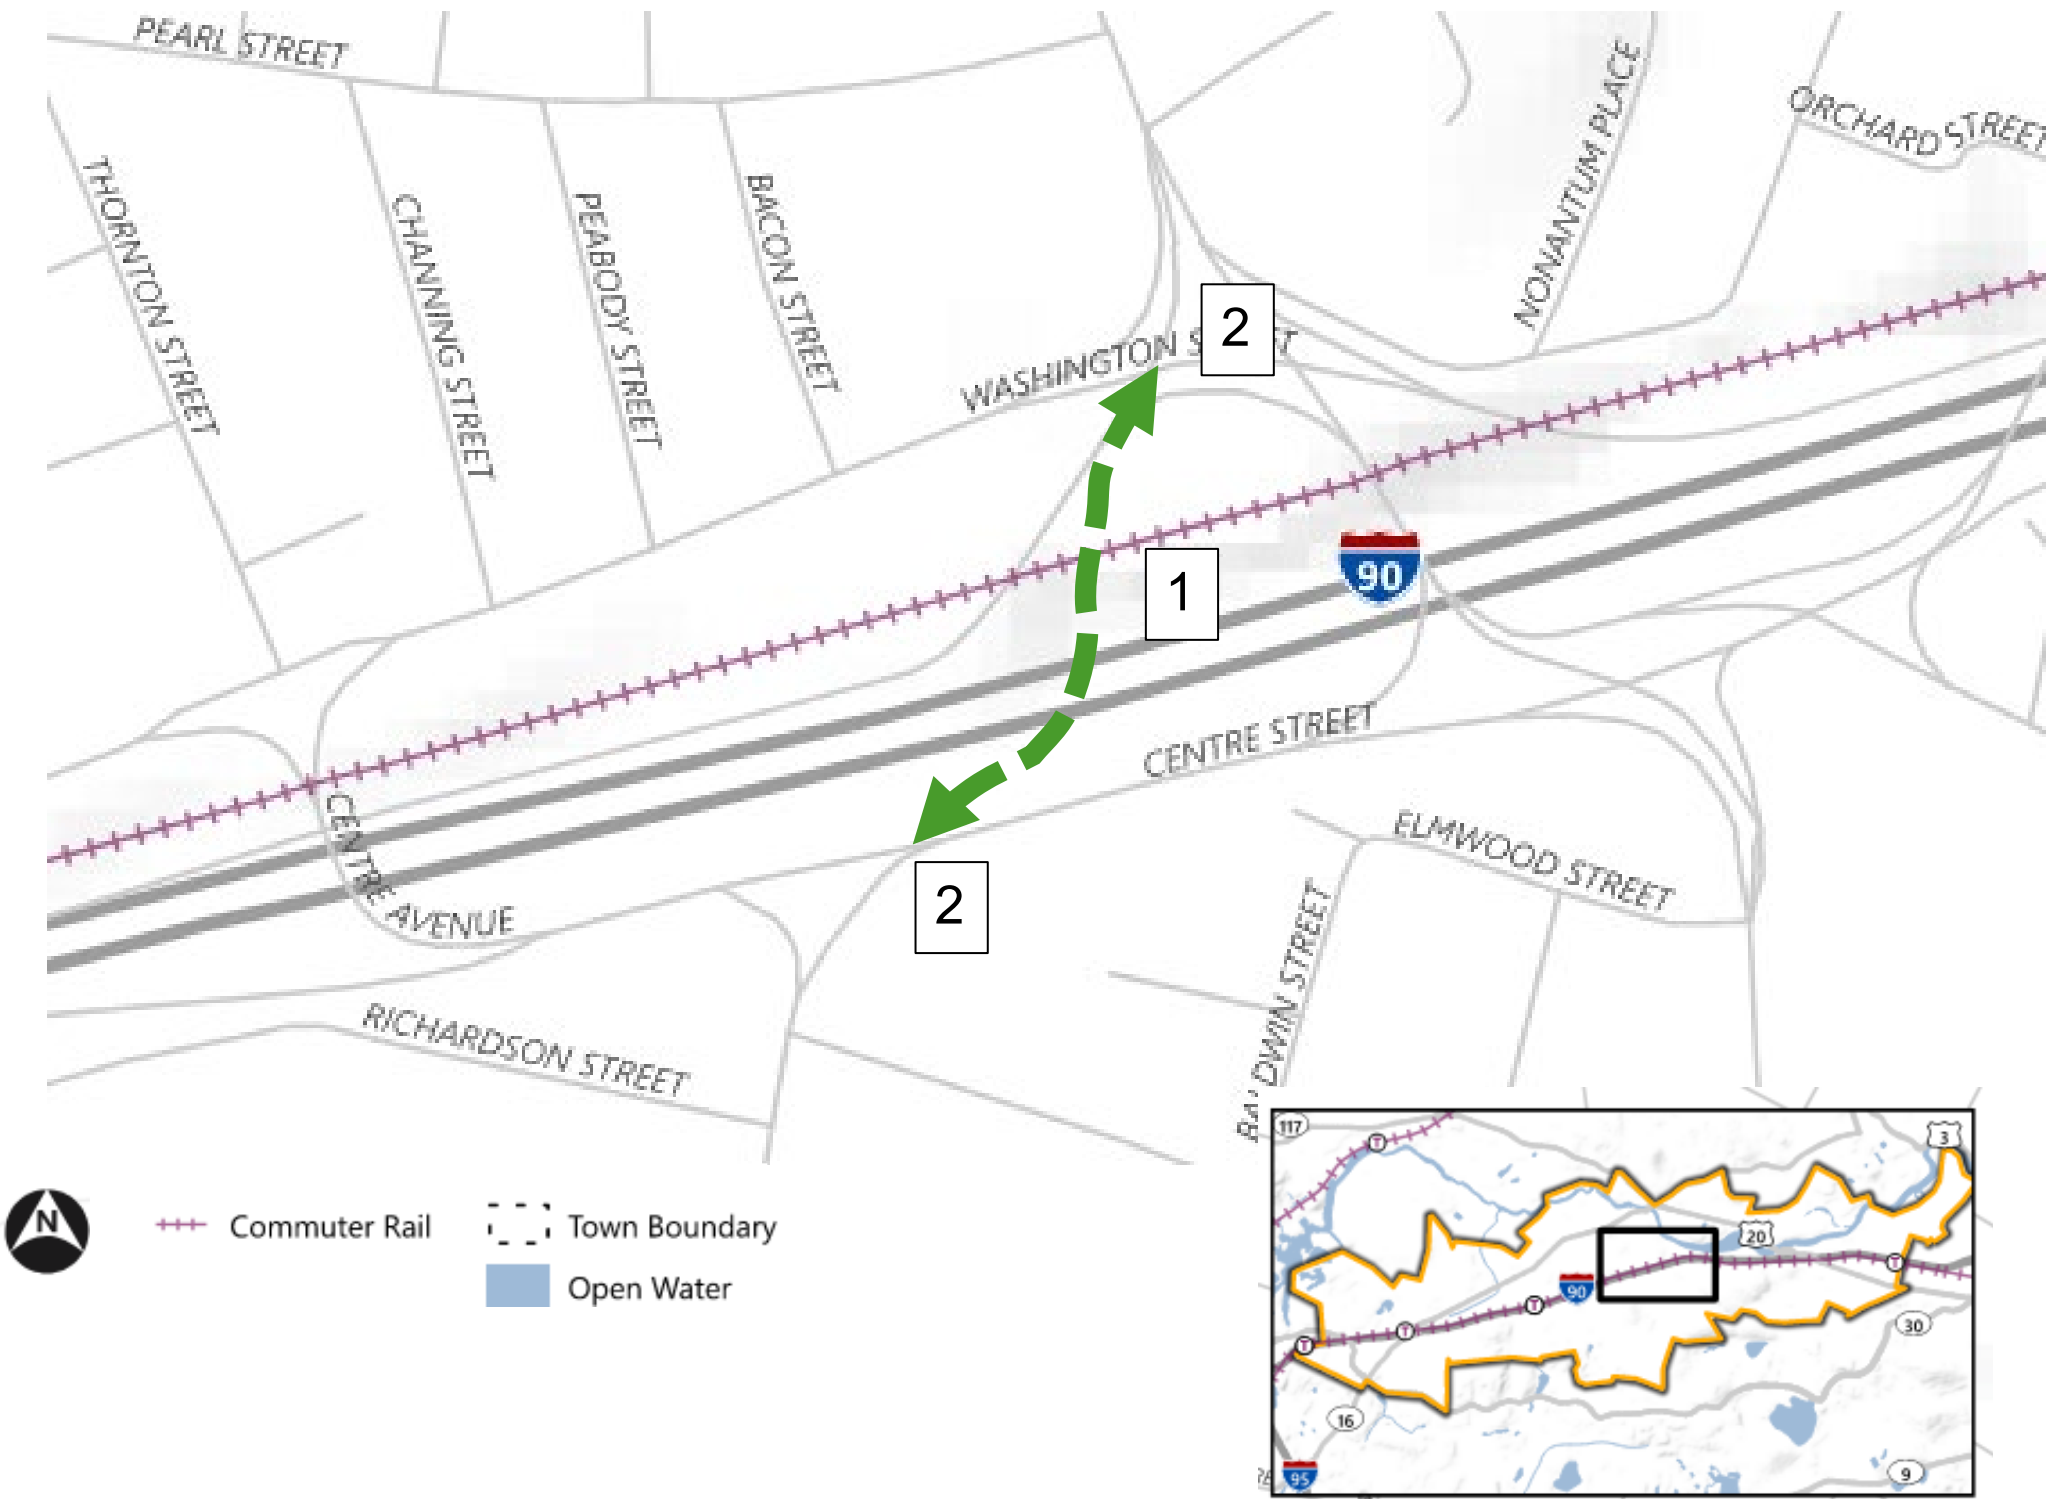 PEARL STREET
THORNTON STREET
CHANNING STREET
PEABODY STREET
BACON STREET
NONANTUM PLACE
ORCHARD STREET
WASHINGTON
2
1
90
CENTRE STREET
2
CENTRE AVENUE
ELMWOOD STREET
RICHARDSON STREET
N
Commuter Rail
Town Boundary
Open Water
117
T
3
20
T
90
T
T
T
30
16
95
9